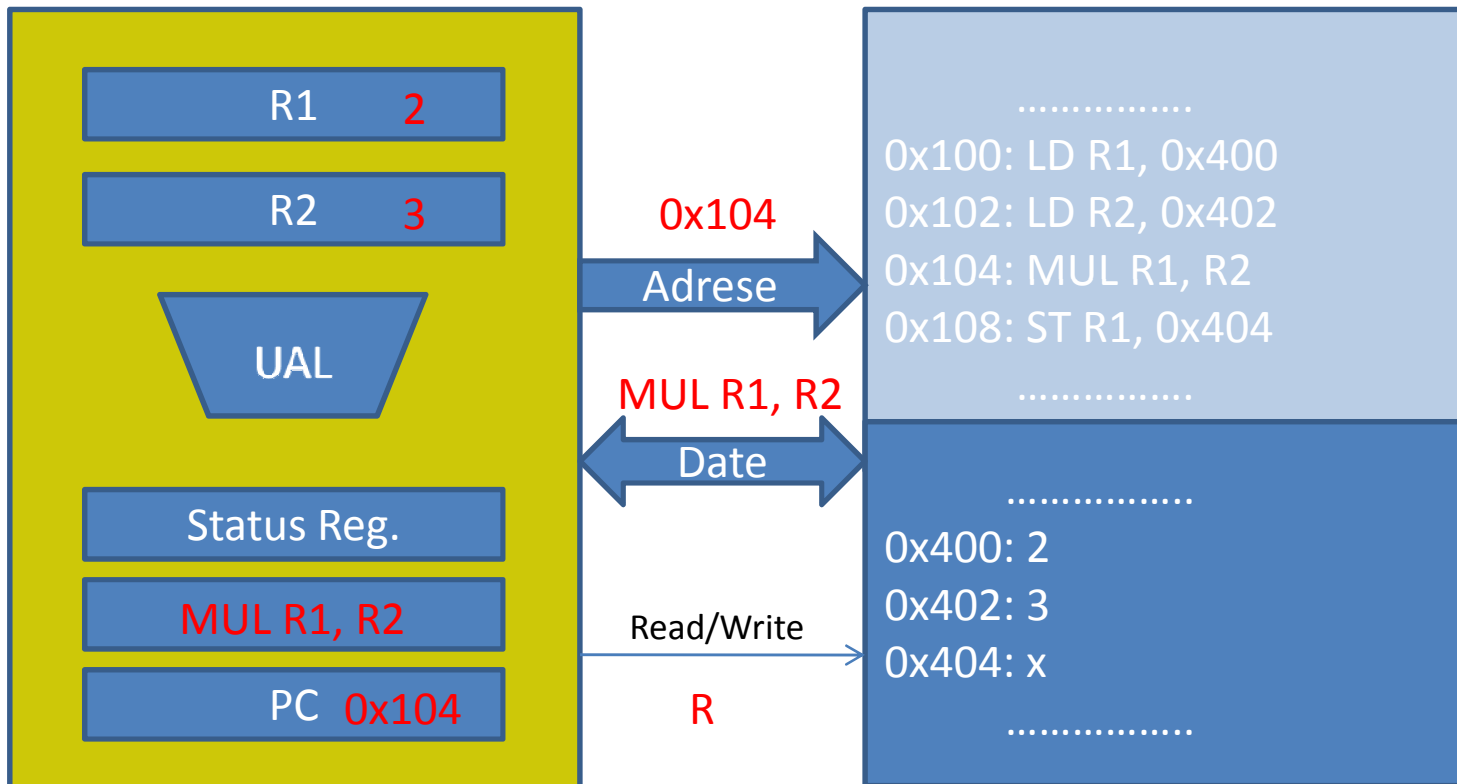 R1 2
R2 3
UAL
Status Reg.
MUL R1, R2
PC 0x104
0x104
Adrese
MUL R1, R2
Date
Read/Write
R
................
0x100: LD R1, 0x400
0x102: LD R2, 0x402
0x104: MUL R1, R2
0x108: ST R1, 0x404
................
.................
0x400: 2
0x402: 3
0x404: x
.................